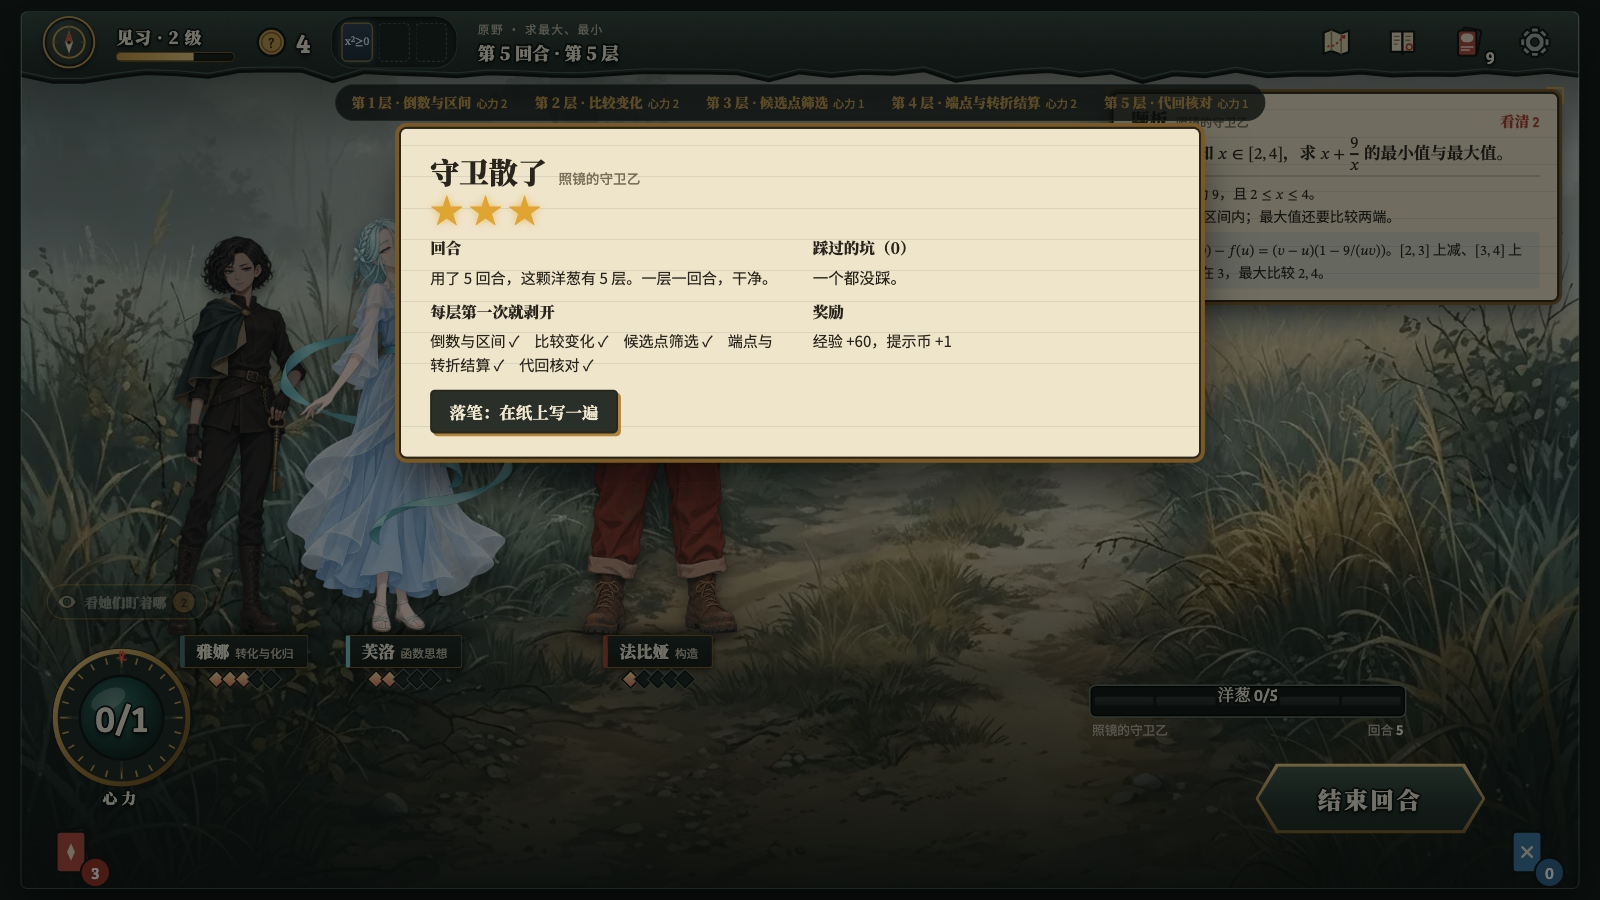 见习 · 2 级
4
x²≥0
原野 · 求最大、最小
第 5 回合 · 第 5 层
9
第 1 层 · 倒数与区间 心力 2
第 2 层 · 比较变化 心力 2
第 3 层 · 候选点筛选 心力 1
第 4 层 · 端点与转折结算 心力 2
第 5 层 · 代回核对 心力 1
的守卫乙
看清 2
x ∈ [2, 4]，求 x + 9/x 的最小值与最大值。
9，且 2 ≤ x ≤ 4。
区间内；最大值还要比较两端。
) − f(u) = (v − u)(1 − 9/(uv))。[2, 3] 上减、[3, 4] 上
在 3，最大比较 2, 4。
守卫散了 照镜的守卫乙
回合
用了 5 回合，这颗洋葱有 5 层。一层一回合，干净。
踩过的坑（0）
一个都没踩。
每层第一次就剥开
倒数与区间 ✓ 比较变化 ✓ 候选点筛选 ✓ 端点与
转折结算 ✓ 代回核对 ✓
奖励
经验 +60，提示币 +1
落笔：在纸上写一遍
看她们盯着哪 2
雅娜 转化与化归
芙洛 函数思想
法比娅 构造
0/1
心力
3
洋葱 0/5
照镜的守卫乙
回合 5
结束回合
0